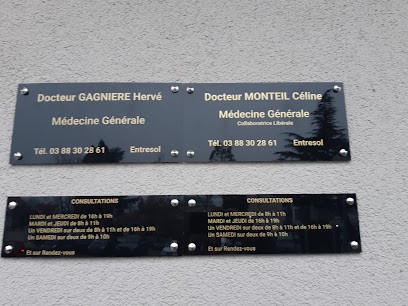 Docteur GAGNIERE Hervé
Médecine Générale
Tél. 03 88 30 28 61 Entresol
Docteur MONTEIL Céline
Médecine Générale
Collaboratrice Libérale
Tél. 03 88 30 28 61 Entresol
CONSULTATIONS
LUNDI et MERCREDI de 16h à 19h
MARDI et JEUDI de 8h à 11h
Un VENDREDI sur deux de 8h à 11h et de 16h à 19h
Un SAMEDI sur deux de 9h à 10h
Et sur Rendez-vous
CONSULTATIONS
LUNDI et MERCREDI de 8h à 11h
MARDI et JEUDI de 16h à 19h
Un VENDREDI sur deux de 8h à 11h et de 16h à 19h
Un SAMEDI sur deux de 9h à 10h
Et sur Rendez-vous